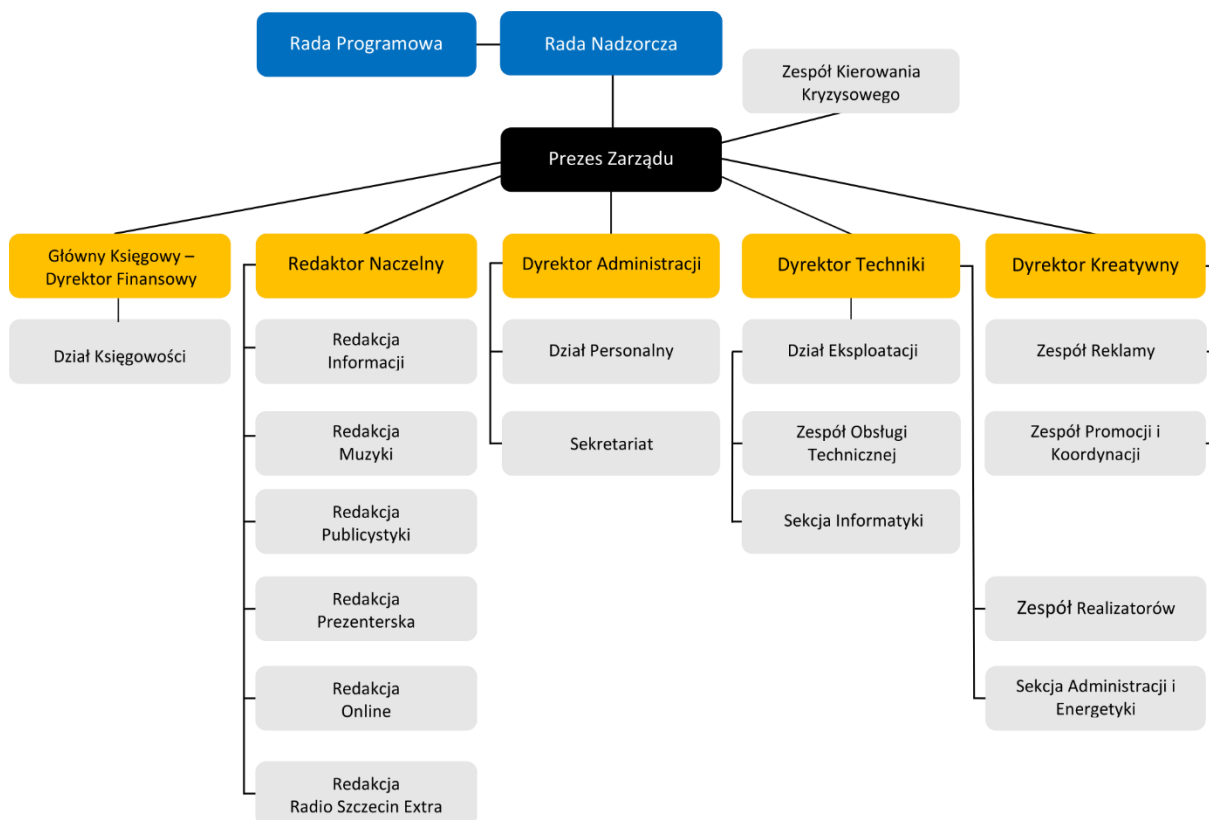 Rada Programowa
Rada Nadzorcza
Zespół Kierowania
Kryzysowego
Prezes Zarządu
Główny Księgowy –
Dyrektor Finansowy
Redaktor Naczelny
Dyrektor Administracji
Dyrektor Techniki
Dyrektor Kreatywny
Dział Księgowości
Redakcja
Informacji
Dział Personalny
Dział Eksploatacji
Zespół Reklamy
Redakcja
Muzyki
Sekretariat
Zespół Obsługi
Technicznej
Zespół Promocji i
Koordynacji
Redakcja
Publicystyki
Sekcja Informatyki
Redakcja
Prezenterska
Zespół Realizatorów
Redakcja
Online
Sekcja Administracji i
Energetyki
Redakcja
Radio Szczecin Extra